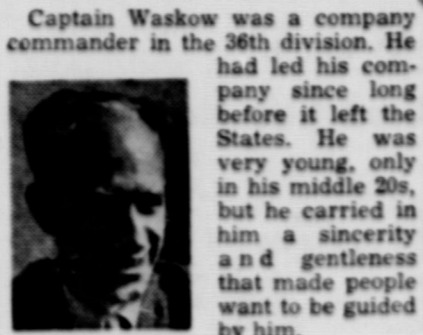 Captain Waskow was a company
commander in the 36th division. He
had led his com-
pany since long
before it left the
States. He was
very young, only
in his middle 20s,
but he carried in
him a sincerity
and gentleness
that made people
want to be guided
by him.